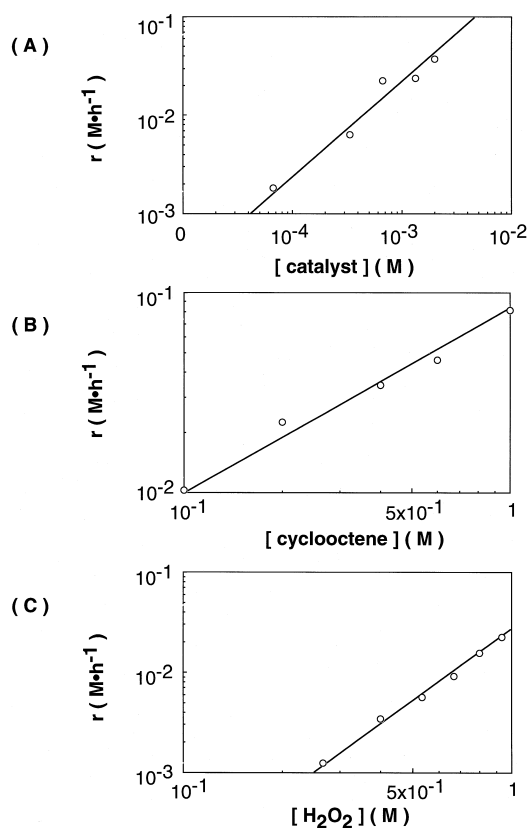 ( A )
r ( M•h⁻¹ )
10⁻¹
10⁻²
10⁻³
0 10⁻⁴ 10⁻³ 10⁻²
[ catalyst ] ( M )
( B )
r ( M•h⁻¹ )
10⁻¹
10⁻²
10⁻¹ 5x10⁻¹ 1
[ cyclooctene ] ( M )
( C )
r ( M•h⁻¹ )
10⁻¹
10⁻²
10⁻³
10⁻¹ 5x10⁻¹ 1
[ H₂O₂ ] ( M )